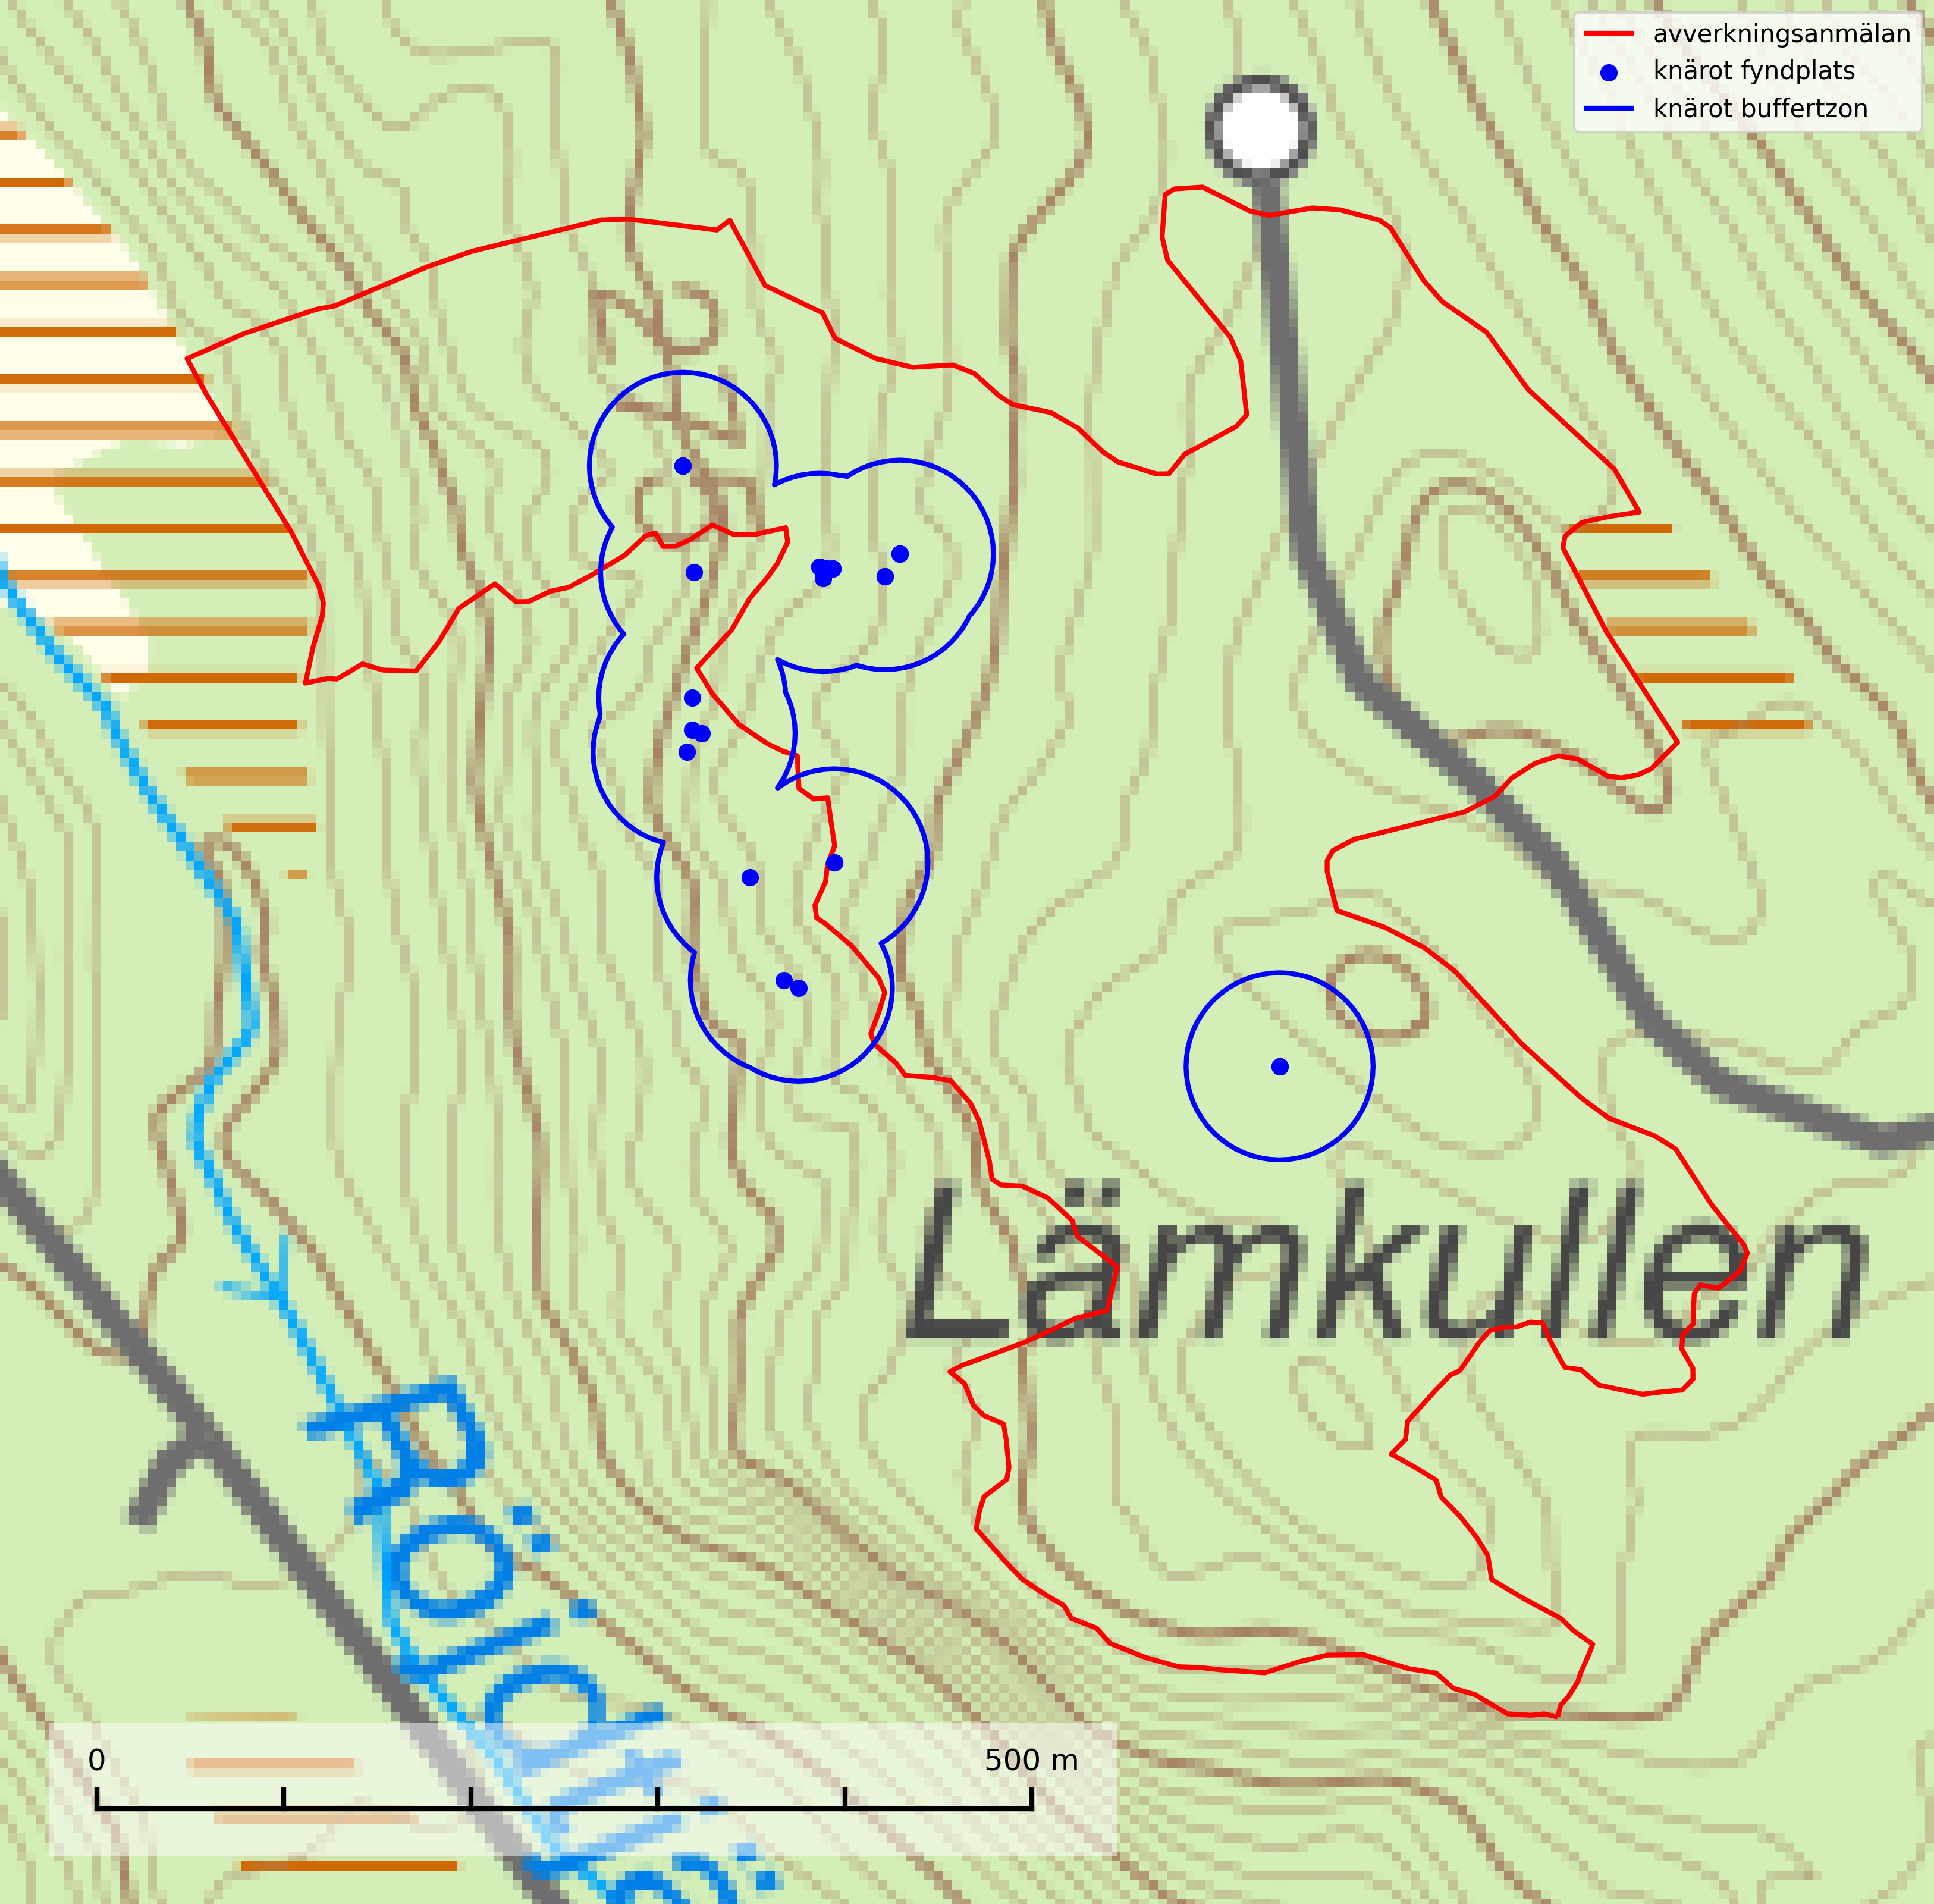 avverkningsanmälan
knärot fyndplats
knärot buffertzon
Lämkullen
0 500 m